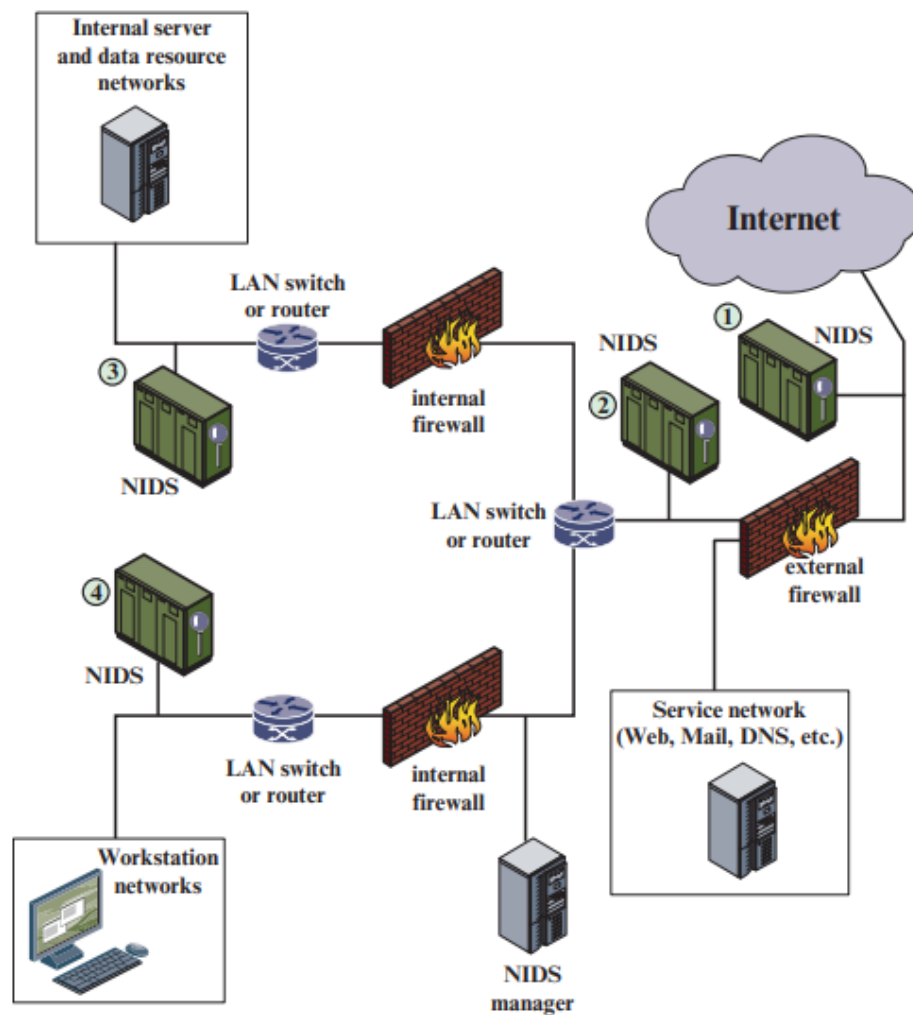 Internal server
and data resource
networks
Internet
LAN switch
or router
1
NIDS
NIDS
2
3
internal
firewall
NIDS
LAN switch
or router
external
firewall
4
NIDS
Service network
(Web, Mail, DNS, etc.)
LAN switch
or router
internal
firewall
Workstation
networks
NIDS
manager